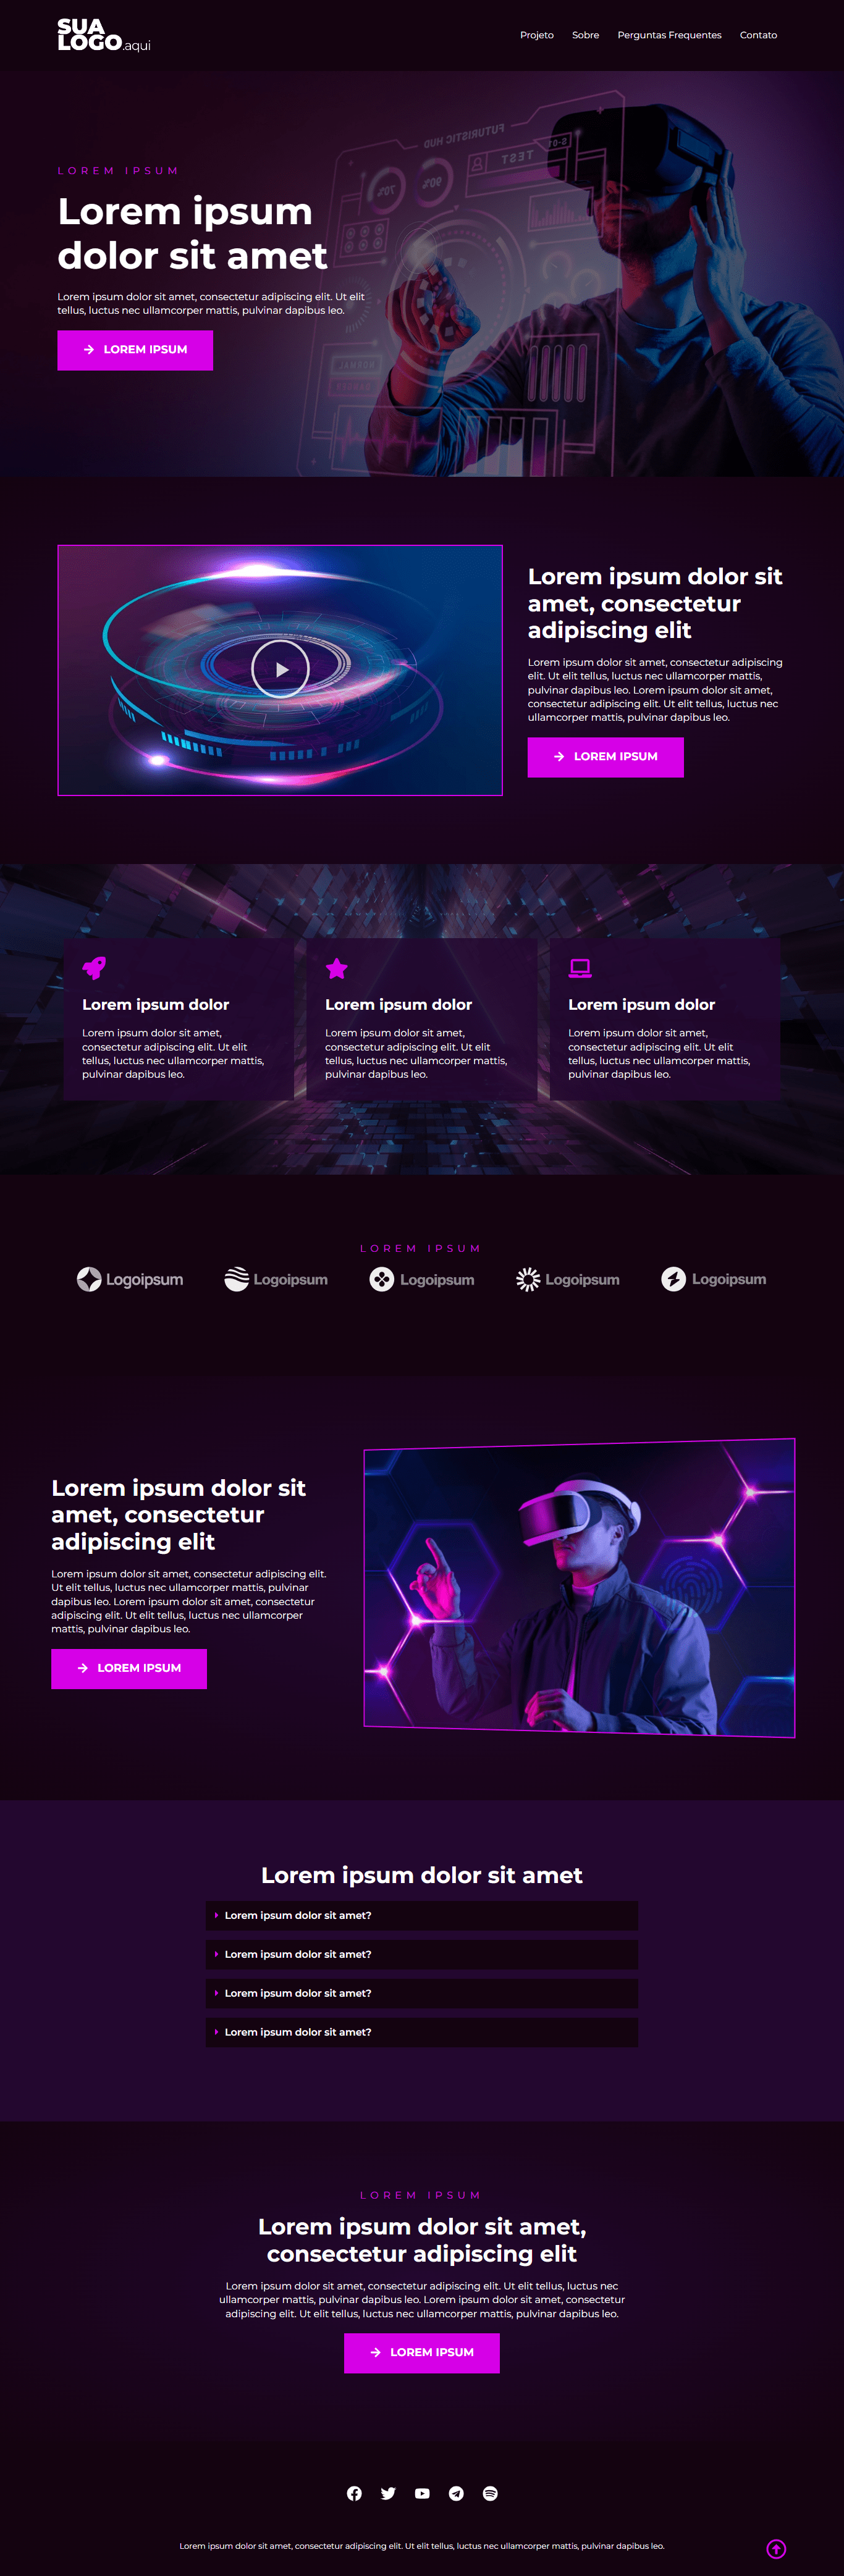 SUA
LOGO.aqui
Projeto Sobre Perguntas Frequentes Contato
FUTURISTIC HUD
S-01
TEST
70%
90%
NORMAL
LOREM IPSUM
Lorem ipsum
dolor sit amet
Lorem ipsum dolor sit amet, consectetur adipiscing elit. Ut elit
tellus, luctus nec ullamcorper mattis, pulvinar dapibus leo.
LOREM IPSUM
Lorem ipsum dolor sit
amet, consectetur
adipiscing elit
Lorem ipsum dolor sit amet, consectetur adipiscing
elit. Ut elit tellus, luctus nec ullamcorper mattis,
pulvinar dapibus leo. Lorem ipsum dolor sit amet,
consectetur adipiscing elit. Ut elit tellus, luctus nec
ullamcorper mattis, pulvinar dapibus leo.
LOREM IPSUM
Lorem ipsum dolor
Lorem ipsum dolor sit amet,
consectetur adipiscing elit. Ut elit
tellus, luctus nec ullamcorper mattis,
pulvinar dapibus leo.
Lorem ipsum dolor
Lorem ipsum dolor sit amet,
consectetur adipiscing elit. Ut elit
tellus, luctus nec ullamcorper mattis,
pulvinar dapibus leo.
Lorem ipsum dolor
Lorem ipsum dolor sit amet,
consectetur adipiscing elit. Ut elit
tellus, luctus nec ullamcorper mattis,
pulvinar dapibus leo.
LOREM IPSUM
Logoipsum Logoipsum Logoipsum Logoipsum Logoipsum
Lorem ipsum dolor sit
amet, consectetur
adipiscing elit
Lorem ipsum dolor sit amet, consectetur adipiscing elit.
Ut elit tellus, luctus nec ullamcorper mattis, pulvinar
dapibus leo. Lorem ipsum dolor sit amet, consectetur
adipiscing elit. Ut elit tellus, luctus nec ullamcorper
mattis, pulvinar dapibus leo.
LOREM IPSUM
Lorem ipsum dolor sit amet
Lorem ipsum dolor sit amet?
Lorem ipsum dolor sit amet?
Lorem ipsum dolor sit amet?
Lorem ipsum dolor sit amet?
LOREM IPSUM
Lorem ipsum dolor sit amet,
consectetur adipiscing elit
Lorem ipsum dolor sit amet, consectetur adipiscing elit. Ut elit tellus, luctus nec
ullamcorper mattis, pulvinar dapibus leo. Lorem ipsum dolor sit amet, consectetur
adipiscing elit. Ut elit tellus, luctus nec ullamcorper mattis, pulvinar dapibus leo.
LOREM IPSUM
Lorem ipsum dolor sit amet, consectetur adipiscing elit. Ut elit tellus, luctus nec ullamcorper mattis, pulvinar dapibus leo.